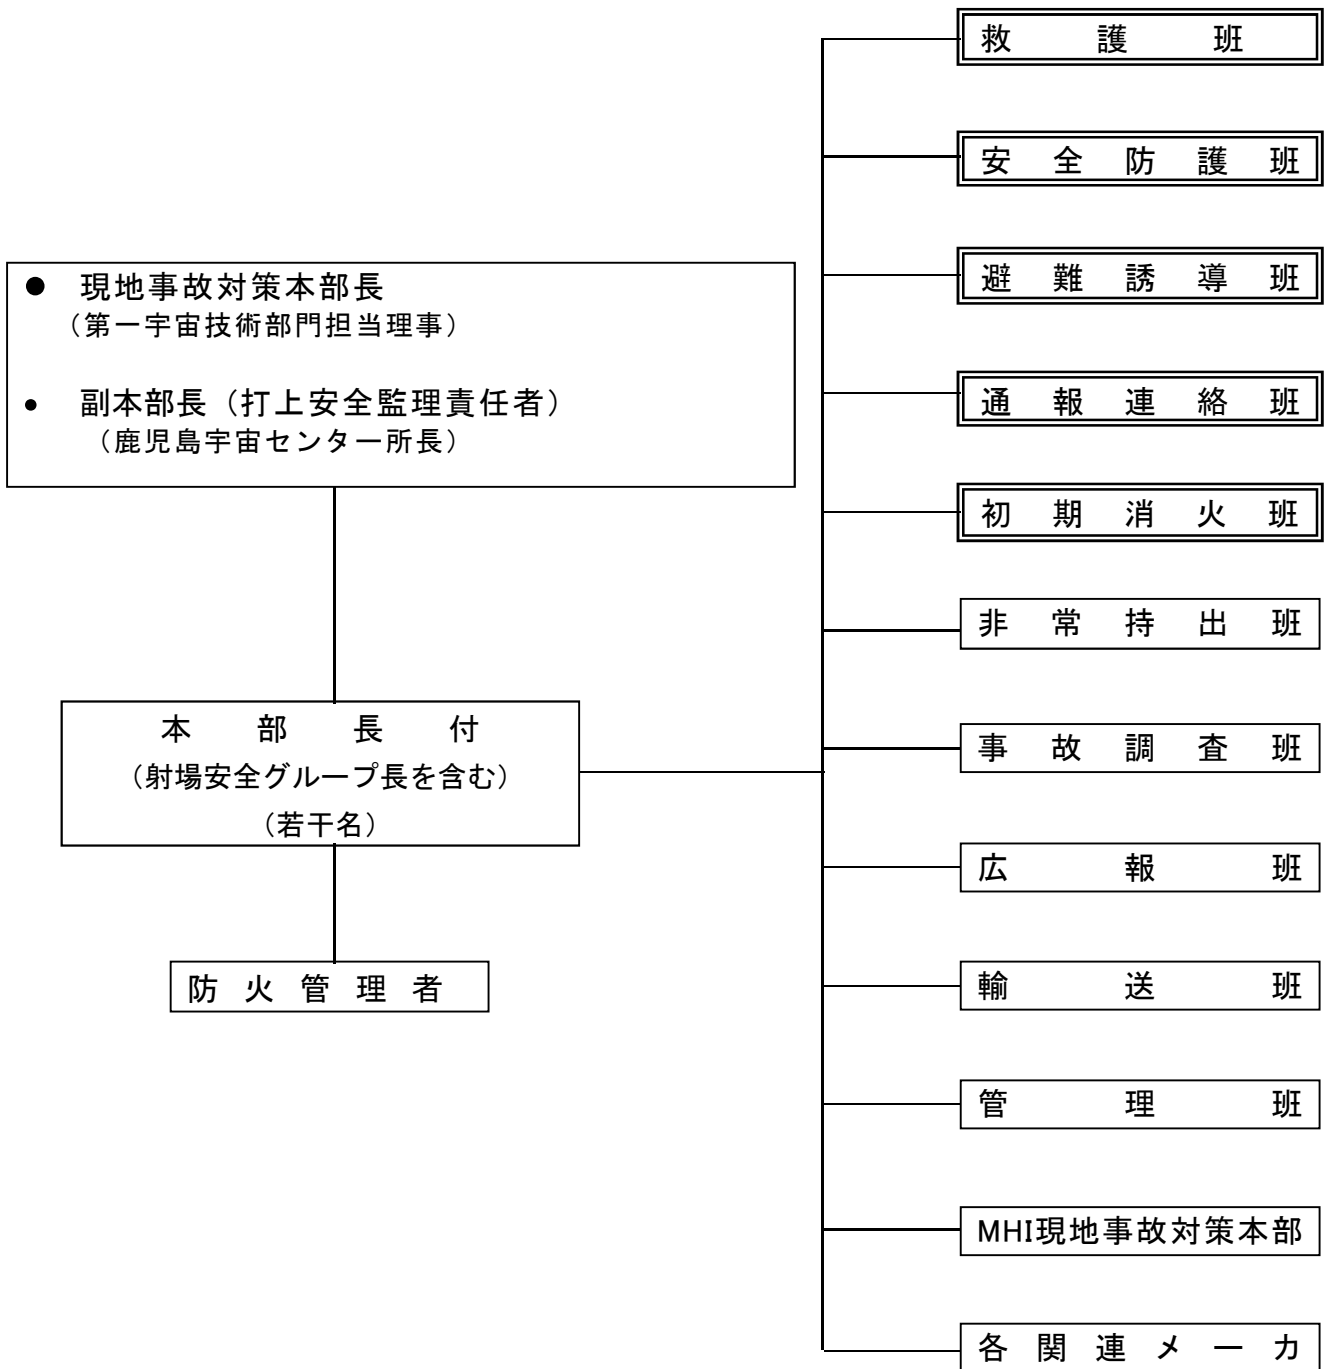 ● 現地事故対策本部長
（第一宇宙技術部門担当理事）
● 副本部長（打上安全監理責任者）
（鹿児島宇宙センター所長）
本部長付
（射場安全グループ長を含む）
（若干名）
防火管理者
救護班
安全防護班
避難誘導班
通報連絡班
初期消火班
非常持出班
事故調査班
広報班
輸送班
管理班
MHI現地事故対策本部
各関連メーカ